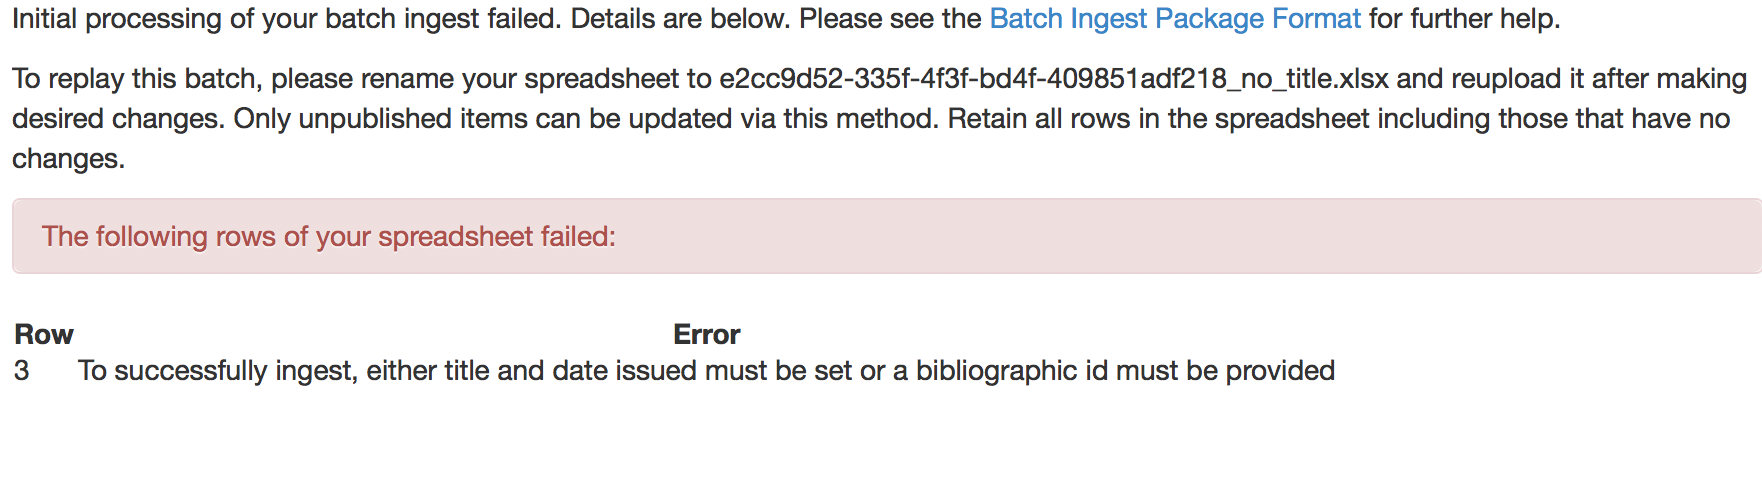 Initial processing of your batch ingest failed. Details are below. Please see the Batch Ingest Package Format for further help.
To replay this batch, please rename your spreadsheet to e2cc9d52-335f-4f3f-bd4f-409851adf218_no_title.xlsx and reupload it after making
desired changes. Only unpublished items can be updated via this method. Retain all rows in the spreadsheet including those that have no
changes.
The following rows of your spreadsheet failed:
Row Error
3 To successfully ingest, either title and date issued must be set or a bibliographic id must be provided